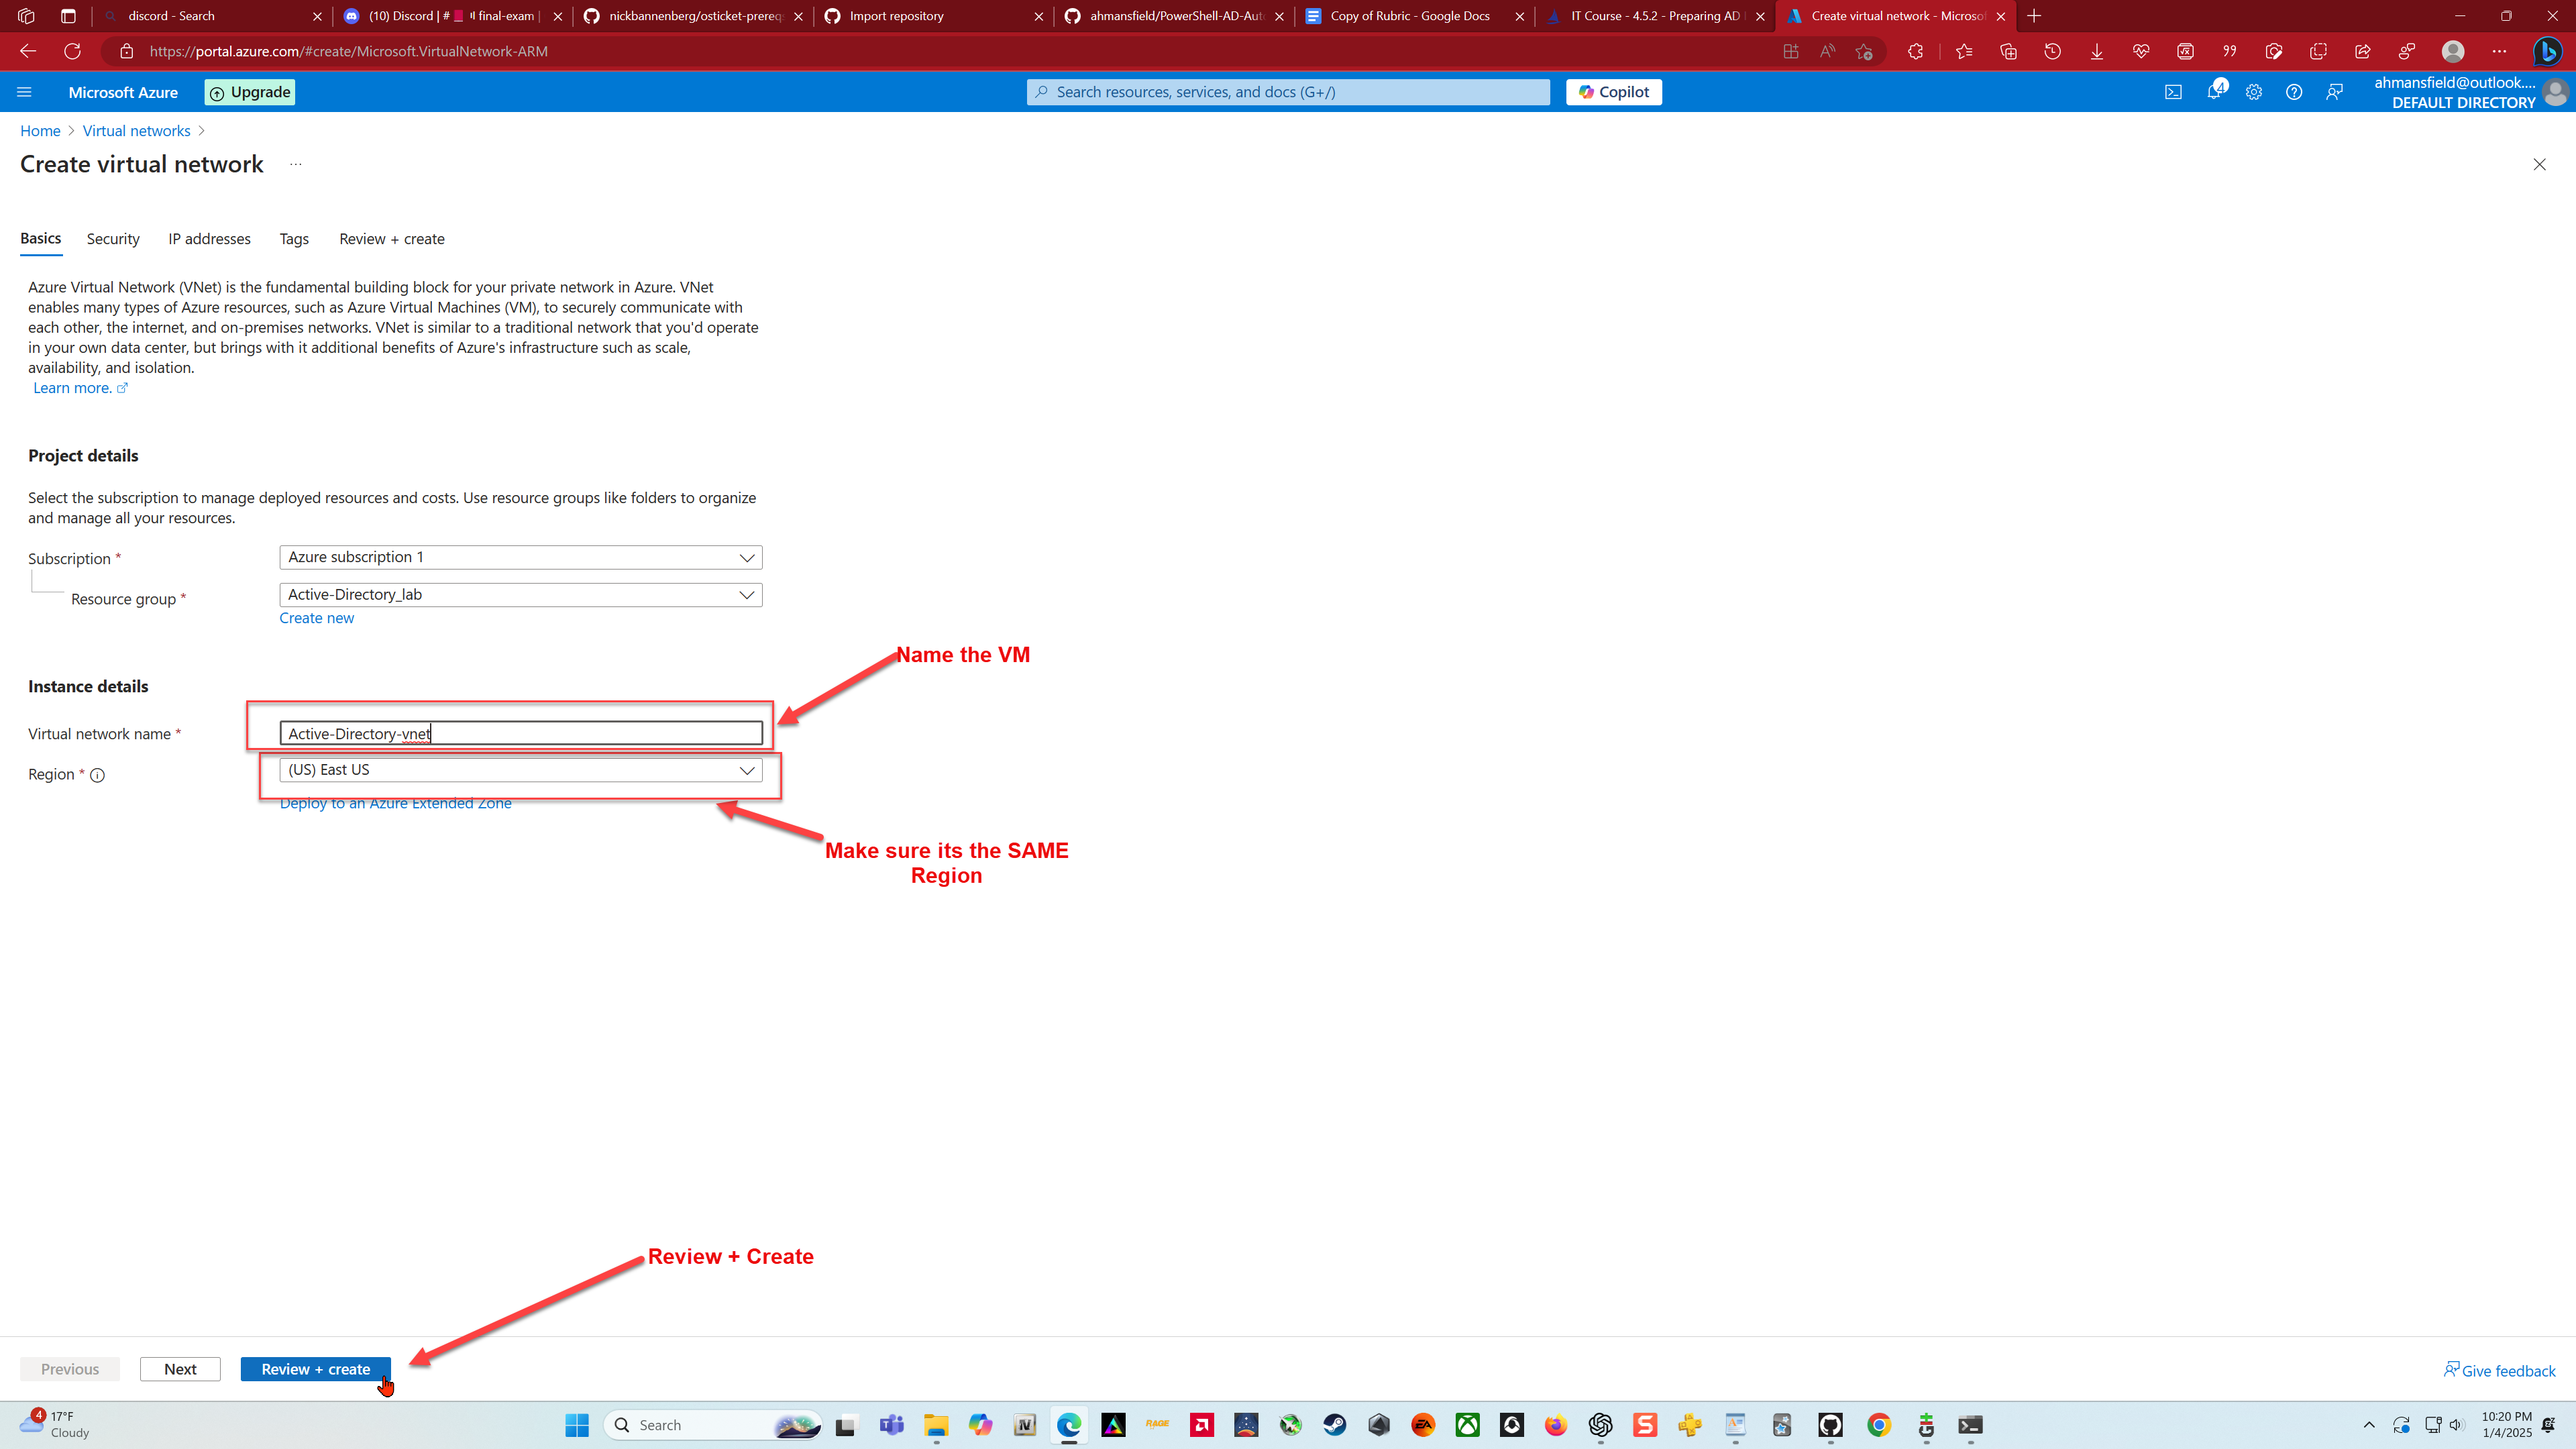 discord - Search
(10) Discord | # final-exam |
nickbannenberg/osticket-prereqs
Import repository
ahmansfield/PowerShell-AD-Auto
Copy of Rubric - Google Docs
IT Course - 4.5.2 - Preparing AD
Create virtual network - Microsof
https://portal.azure.com/#create/Microsoft.VirtualNetwork-ARM
Microsoft Azure
Upgrade
Search resources, services, and docs (G+/)
Copilot
4
ahmansfield@outlook....
DEFAULT DIRECTORY
Home > Virtual networks >
Create virtual network ...
Basics Security IP addresses Tags Review + create
Azure Virtual Network (VNet) is the fundamental building block for your private network in Azure. VNet
enables many types of Azure resources, such as Azure Virtual Machines (VM), to securely communicate with
each other, the internet, and on-premises networks. VNet is similar to a traditional network that you'd operate
in your own data center, but brings with it additional benefits of Azure's infrastructure such as scale,
availability, and isolation.
Learn more.
Project details
Select the subscription to manage deployed resources and costs. Use resource groups like folders to organize
and manage all your resources.
Subscription *
Azure subscription 1
Resource group *
Active-Directory_lab
Create new
Name the VM
Instance details
Virtual network name *
Active-Directory-vnet
Region *
(US) East US
Deploy to an Azure Extended Zone
Make sure its the SAME
Region
Review + Create
Previous
Next
Review + create
Give feedback
4
17°F
Cloudy
Search
RAGE
EA
10:20 PM
1/4/2025